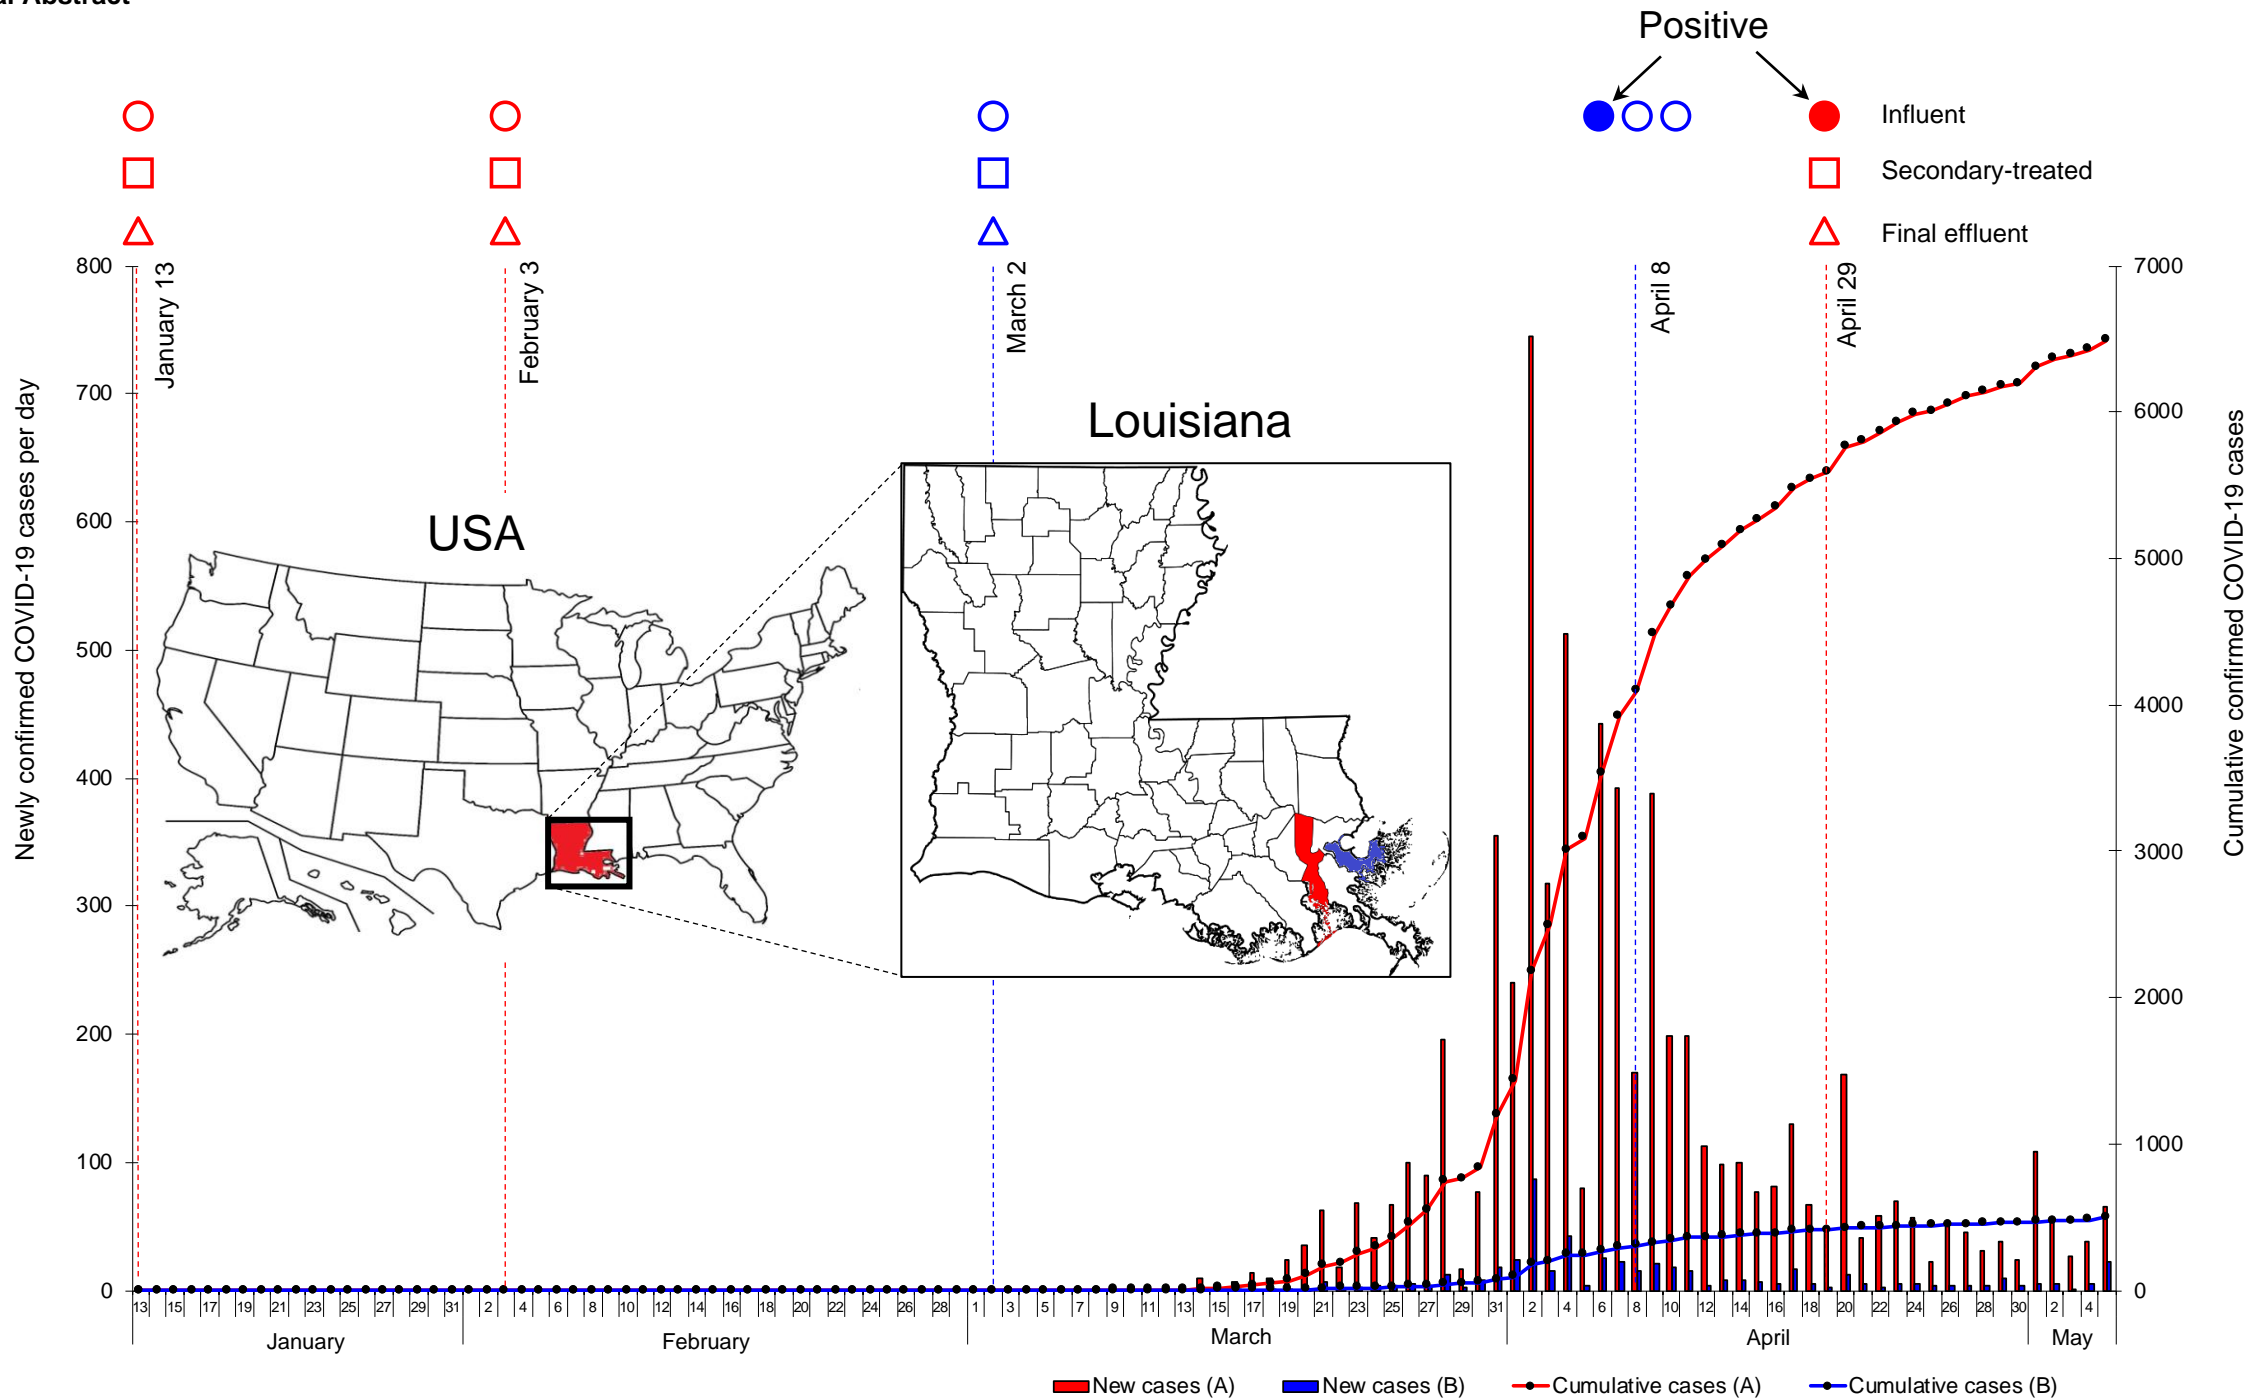 al Abstract
Positive
Influent
Secondary-treated
Final effluent
January 13
February 3
March 2
April 8
April 29
USA
Louisiana
Newly confirmed COVID-19 cases per day
800
700
600
500
400
300
200
100
0
Cumulative confirmed COVID-19 cases
7000
6000
5000
4000
3000
2000
1000
0
13 15 17 19 21 23 25 27 29 31 2 4 6 8 10 12 14 16 18 20 22 24 26 28 1 3 5 7 9 11 13 15 17 19 21 23 25 27 29 31 2 4 6 8 10 12 14 16 18 20 22 24 26 28 30 2 4
January February March April May
New cases (A) New cases (B) Cumulative cases (A) Cumulative cases (B)